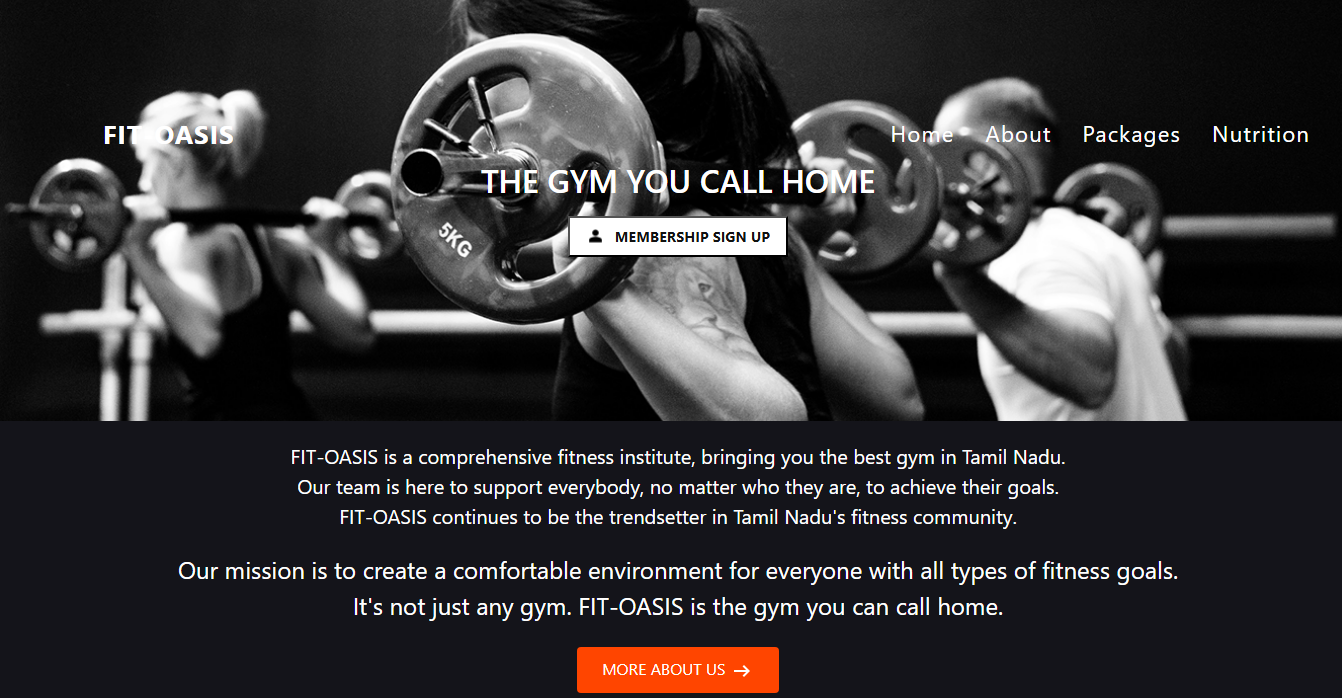 FIT-OASIS
Home About Packages Nutrition
THE GYM YOU CALL HOME
MEMBERSHIP SIGN UP
5KG
FIT-OASIS is a comprehensive fitness institute, bringing you the best gym in Tamil Nadu.
Our team is here to support everybody, no matter who they are, to achieve their goals.
FIT-OASIS continues to be the trendsetter in Tamil Nadu's fitness community.
Our mission is to create a comfortable environment for everyone with all types of fitness goals.
It's not just any gym. FIT-OASIS is the gym you can call home.
MORE ABOUT US →